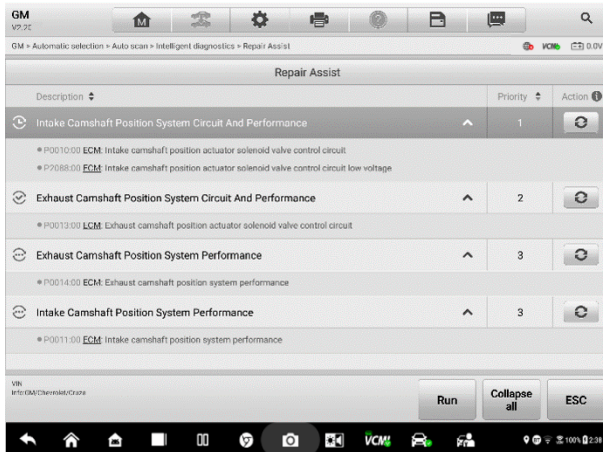 GM
V2.20
GM > Automatic selection > Auto scan > Intelligent diagnostics > Repair Assist
VCMI 0.0V
Repair Assist
Description Priority Action
Intake Camshaft Position System Circuit And Performance 1
P0010:00 ECM: Intake camshaft position actuator solenoid valve control circuit
P2088:00 ECM: Intake camshaft position actuator solenoid valve control circuit low voltage
Exhaust Camshaft Position System Circuit And Performance 2
P0013:00 ECM: Exhaust camshaft position actuator solenoid valve control circuit
Exhaust Camshaft Position System Performance 3
P0014:00 ECM: Exhaust camshaft position system performance
Intake Camshaft Position System Performance 3
P0011:00 ECM: Intake camshaft position system performance
VIN
Info:GM/Chevrolet/Cruze
Run
Collapse all
ESC
VCMI
100% 2:38